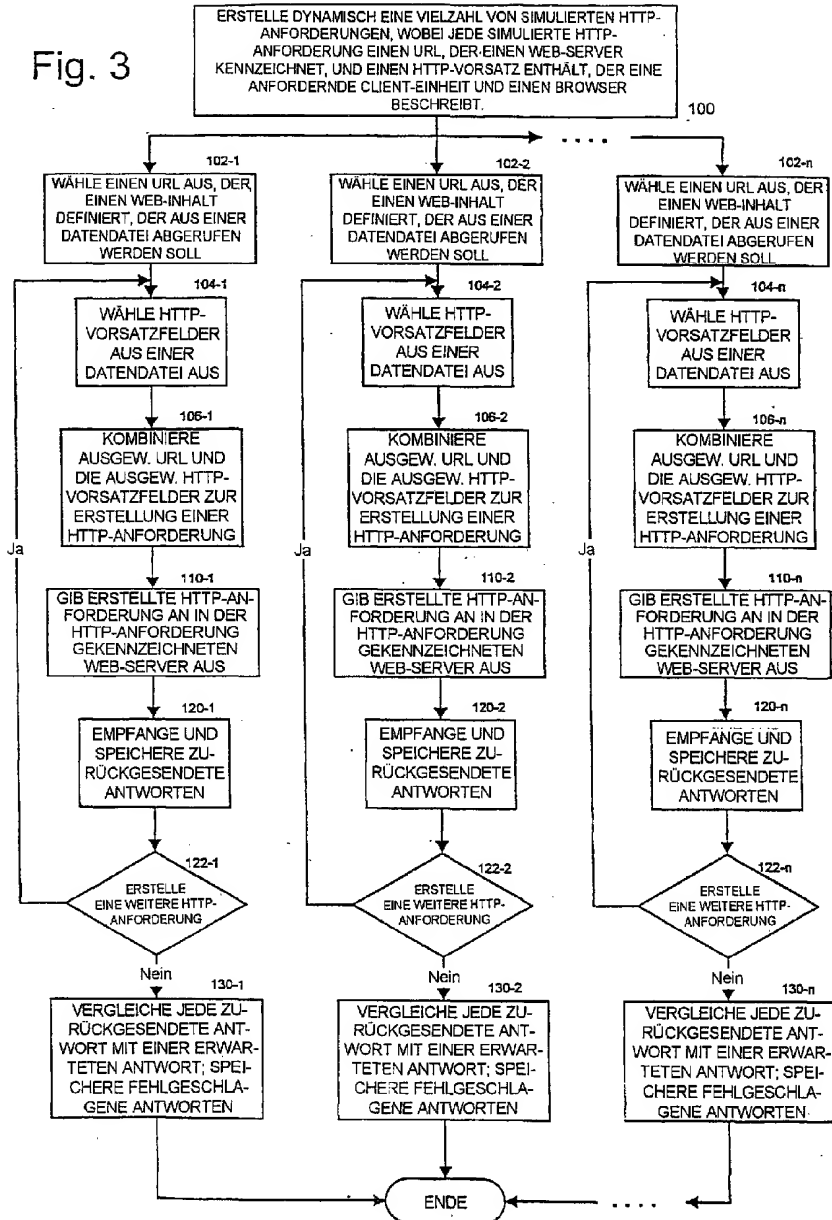 Fig. 3
ERSTELLE DYNAMISCH EINE VIELZAHL VON SIMULIERTEN HTTP-
ANFORDERUNGEN, WOBEI JEDE SIMULIERTE HTTP-
ANFORDERUNG EINEN URL, DER EINEN WEB-SERVER
KENNZEICHNET, UND EINEN HTTP-VORSATZ ENTHÄLT, DER EINE
ANFORDERNDE CLIENT-EINHEIT UND EINEN BROWSER
BESCHREIBT.
100
102-1
WÄHLE EINEN URL AUS, DER
EINEN WEB-INHALT
DEFINIERT, DER AUS EINER
DATENDATEI ABGERUFEN
WERDEN SOLL
104-1
WÄHLE HTTP-
VORSATZFELDER
AUS EINER
DATENDATEI AUS
106-1
KOMBINIERE
AUSGEW. URL UND
DIE AUSGEW. HTTP-
VORSATZFELDER ZUR
ERSTELLUNG EINER
HTTP-ANFORDERUNG
Ja
110-1
GIB ERSTELLTE HTTP-AN-
FORDERUNG AN IN DER
HTTP-ANFORDERUNG
GEKENNZEICHNETEN
WEB-SERVER AUS
120-1
EMPFANGE UND
SPEICHERE ZU-
RÜCKGESENDETE
ANTWORTEN
122-1
ERSTELLE
EINE WEITERE HTTP-
ANFORDERUNG
Nein
130-1
VERGLEICHE JEDE ZU-
RÜCKGESENDETE ANT-
WORT MIT EINER ERWAR-
TETEN ANTWORT; SPEI-
CHERE FEHLGESCHLA-
GENE ANTWORTEN
102-2
WÄHLE EINEN URL AUS, DER
EINEN WEB-INHALT
DEFINIERT, DER AUS EINER
DATENDATEI ABGERUFEN
WERDEN SOLL
104-2
WÄHLE HTTP-
VORSATZFELDER
AUS EINER
DATENDATEI AUS
106-2
KOMBINIERE
AUSGEW. URL UND
DIE AUSGEW. HTTP-
VORSATZFELDER ZUR
ERSTELLUNG EINER
HTTP-ANFORDERUNG
Ja
110-2
GIB ERSTELLTE HTTP-AN-
FORDERUNG AN IN DER
HTTP-ANFORDERUNG
GEKENNZEICHNETEN
WEB-SERVER AUS
120-2
EMPFANGE UND
SPEICHERE ZU-
RÜCKGESENDETE
ANTWORTEN
122-2
ERSTELLE
EINE WEITERE HTTP-
ANFORDERUNG
Nein
130-2
VERGLEICHE JEDE ZU-
RÜCKGESENDETE ANT-
WORT MIT EINER ERWAR-
TETEN ANTWORT; SPEI-
CHERE FEHLGESCHLA-
GENE ANTWORTEN
102-n
WÄHLE EINEN URL AUS, DER
EINEN WEB-INHALT
DEFINIERT, DER AUS EINER
DATENDATEI ABGERUFEN
WERDEN SOLL
104-n
WÄHLE HTTP-
VORSATZFELDER
AUS EINER
DATENDATEI AUS
106-n
KOMBINIERE
AUSGEW. URL UND
DIE AUSGEW. HTTP-
VORSATZFELDER ZUR
ERSTELLUNG EINER
HTTP-ANFORDERUNG
Ja
110-n
GIB ERSTELLTE HTTP-AN-
FORDERUNG AN IN DER
HTTP-ANFORDERUNG
GEKENNZEICHNETEN
WEB-SERVER AUS
120-n
EMPFANGE UND
SPEICHERE ZU-
RÜCKGESENDETE
ANTWORTEN
122-n
ERSTELLE
EINE WEITERE HTTP-
ANFORDERUNG
Nein
130-n
VERGLEICHE JEDE ZU-
RÜCKGESENDETE ANT-
WORT MIT EINER ERWAR-
TETEN ANTWORT; SPEI-
CHERE FEHLGESCHLA-
GENE ANTWORTEN
ENDE